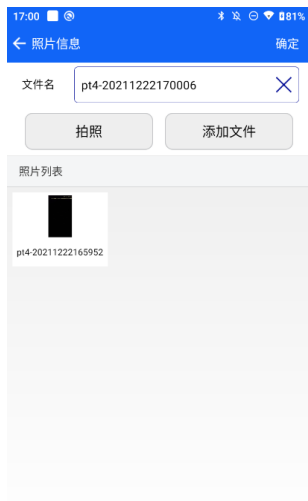 17:00 81%
照片信息 确定
文件名 pt4-20211222170006
拍照 添加文件
照片列表
pt4-20211222165952